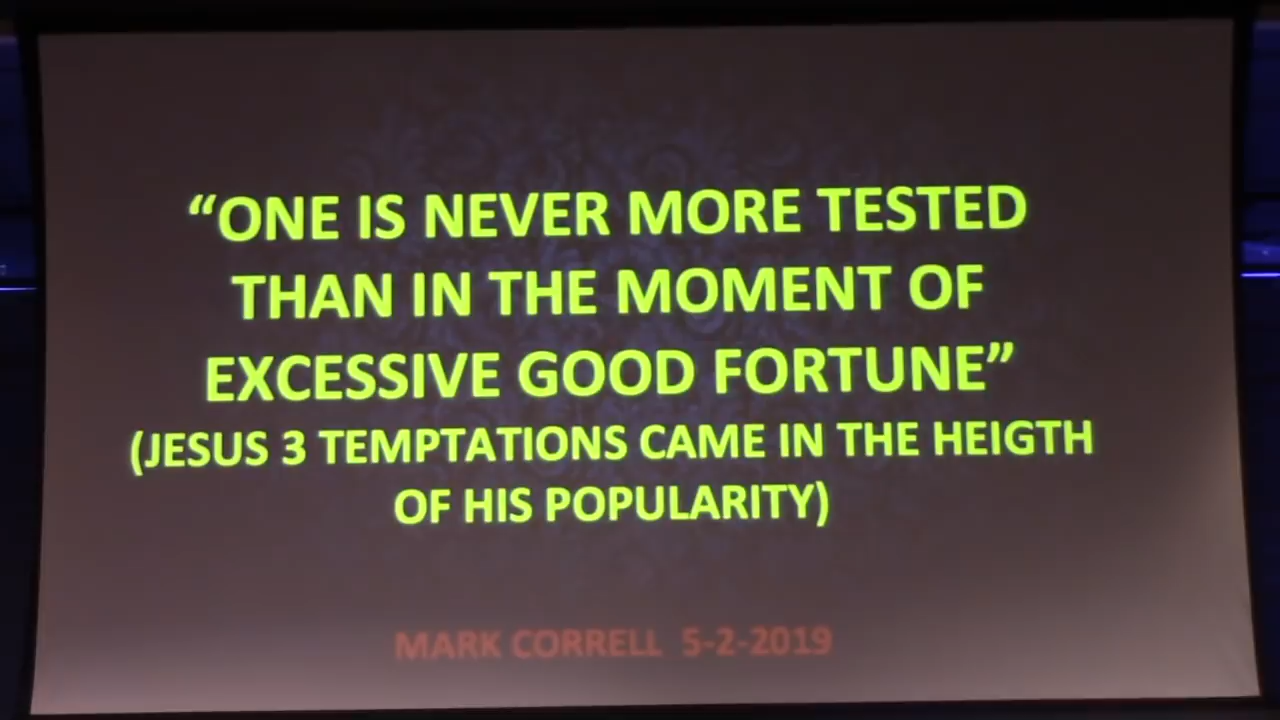 “ONE IS NEVER MORE TESTED
THAN IN THE MOMENT OF
EXCESSIVE GOOD FORTUNE”
(JESUS 3 TEMPTATIONS CAME IN THE HEIGTH
OF HIS POPULARITY)
MARK CORRELL 5-2-2019